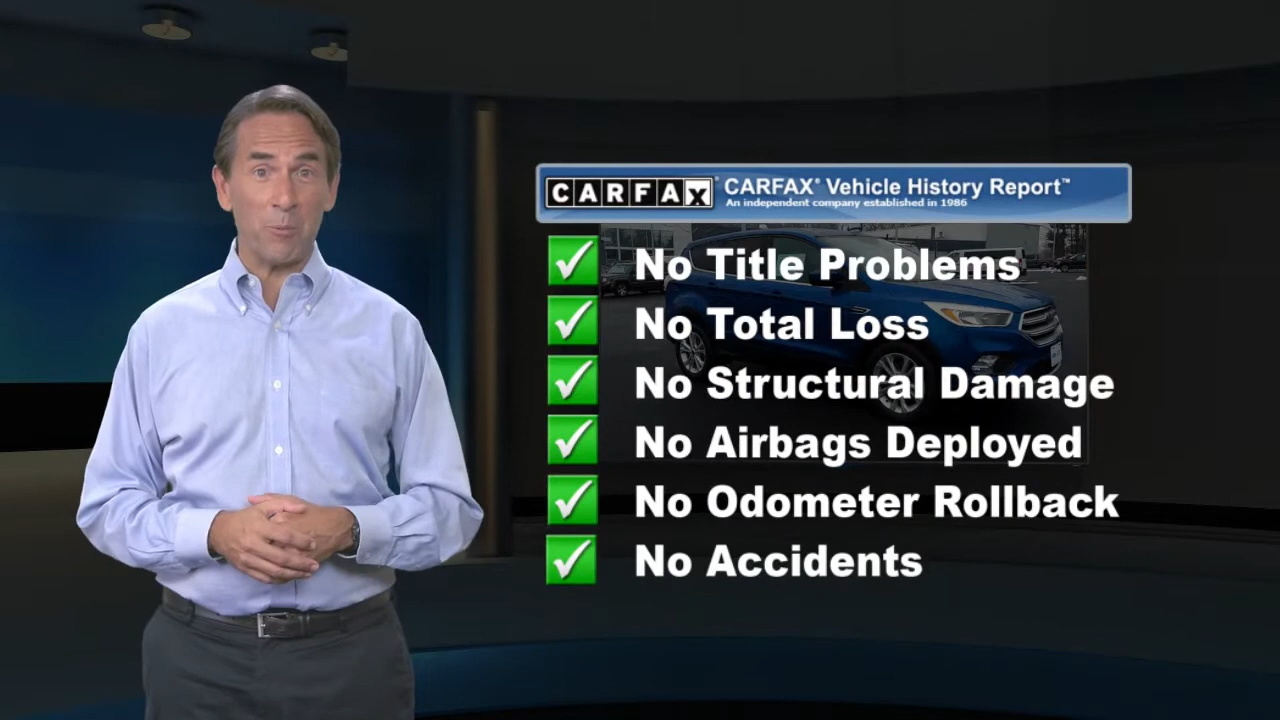 CARFAX
CARFAX® Vehicle History Report™
An independent company established in 1986
No Title Problems
No Total Loss
No Structural Damage
No Airbags Deployed
No Odometer Rollback
No Accidents